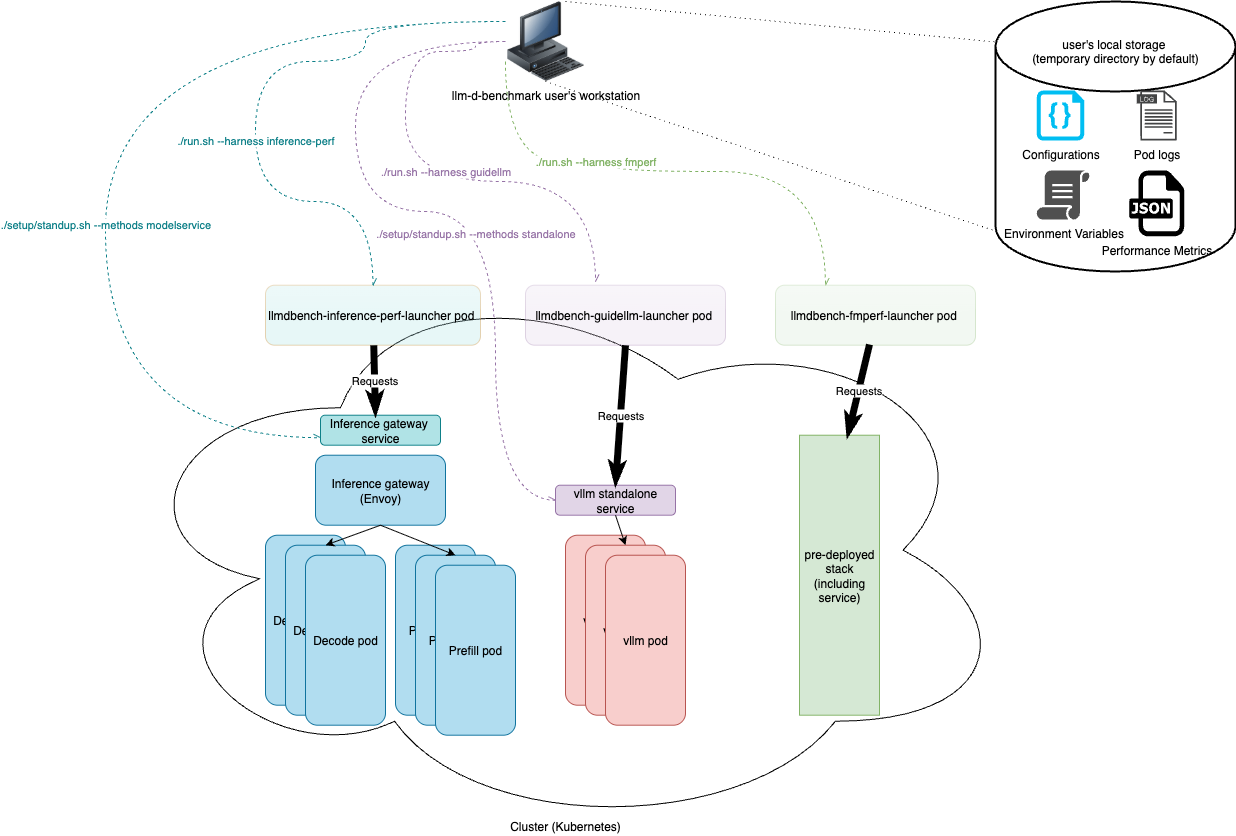 user's local storage
(temporary directory by default)
LOG
Configurations
Pod logs
JSON
Environment Variables
Performance Metrics
llm-d-benchmark user's workstation
./run.sh --harness inference-perf
./run.sh --harness fmperf
./run.sh --harness guidellm
./setup/standup.sh --methods modelservice
./setup/standup.sh --methods standalone
llmdbench-inference-perf-launcher pod
llmdbench-guidellm-launcher pod
llmdbench-fmperf-launcher pod
Requests
Requests
Requests
Inference gateway
service
Inference gateway
(Envoy)
vllm standalone
service
pre-deployed
stack
(including
service)
De
De
Decode pod
P
P
Prefill pod
vllm pod
Cluster (Kubernetes)